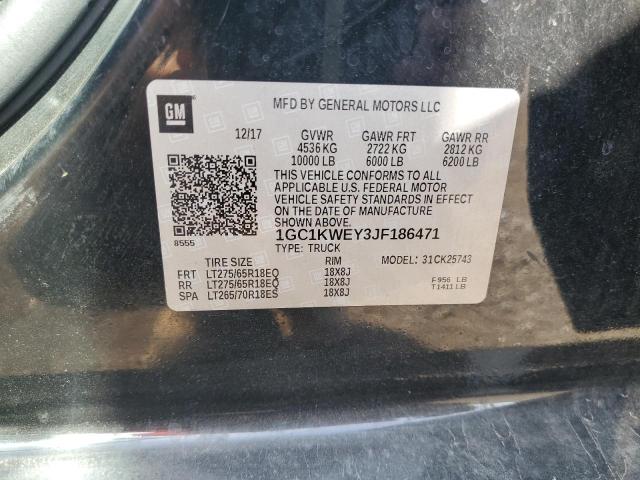 GM
MFD BY GENERAL MOTORS LLC
12/17 GVWR GAWR FRT GAWR RR
4536 KG 2722 KG 2812 KG
10000 LB 6000 LB 6200 LB
THIS VEHICLE CONFORMS TO ALL
APPLICABLE U.S. FEDERAL MOTOR
VEHICLE SAFETY STANDARDS IN EFFECT
ON THE DATE OF MANUFACTURE
SHOWN ABOVE.
8555 1GC1KWEY3JF186471
TYPE: TRUCK
TIRE SIZE RIM MODEL: 31CK25743
FRT LT275/65R18EQ 18X8J
RR LT275/65R18EQ 18X8J F956 LB
SPA LT265/70R18ES 18X8J T1411 LB